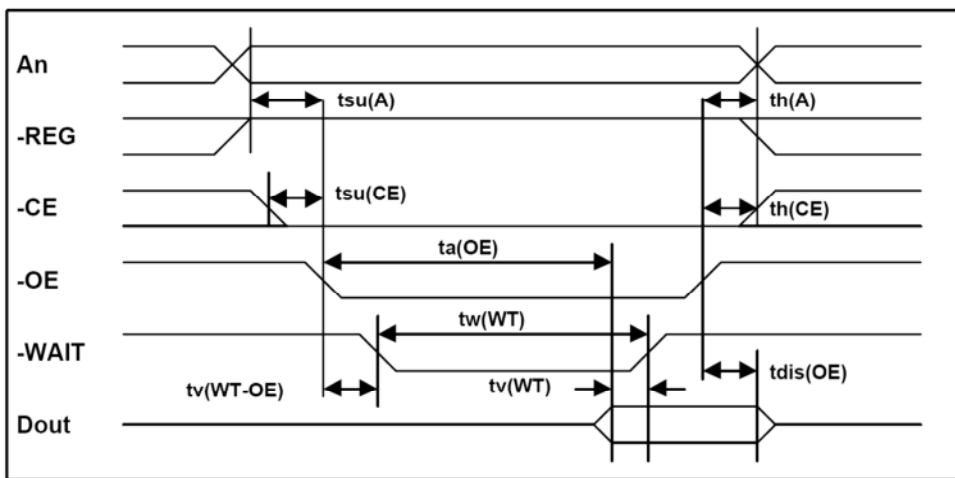 An
tsu(A)
th(A)
-REG
-CE
tsu(CE)
th(CE)
ta(OE)
-OE
tw(WT)
-WAIT
tv(WT-OE)
tv(WT)
tdis(OE)
Dout